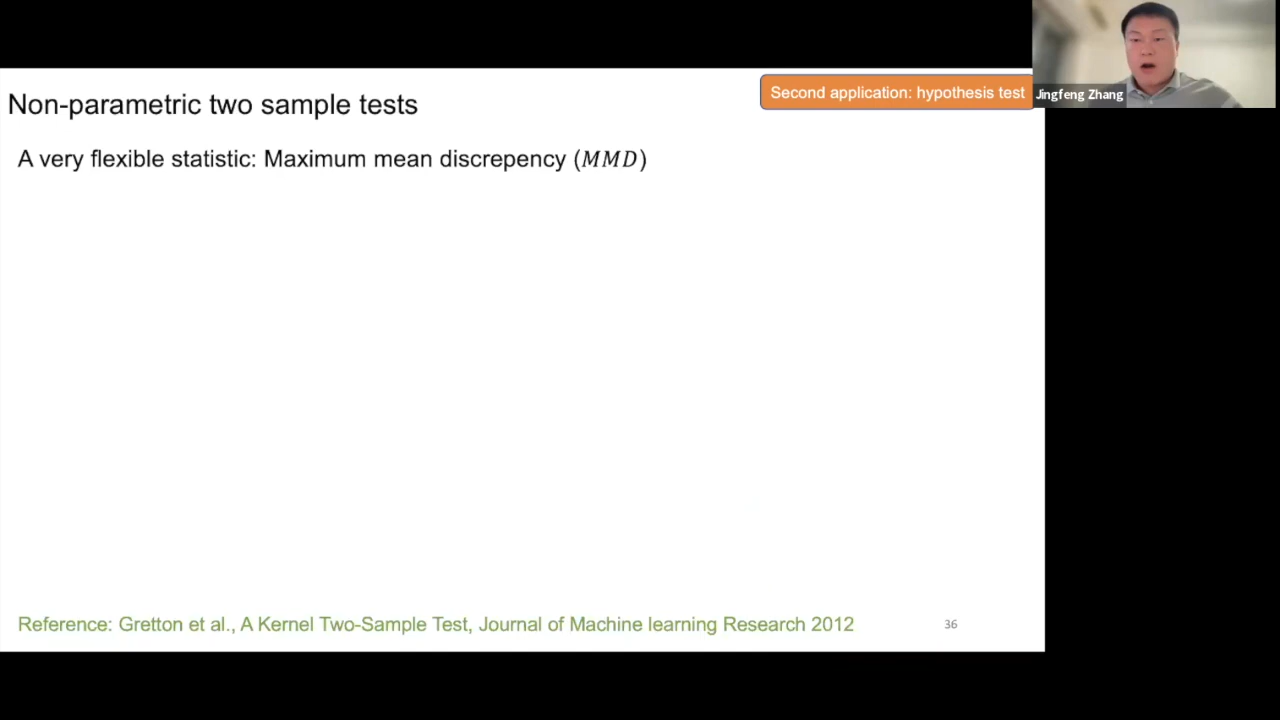 Second application: hypothesis test
Jingfeng Zhang
Non-parametric two sample tests
A very flexible statistic: Maximum mean discrepency (MMD)
Reference: Gretton et al., A Kernel Two-Sample Test, Journal of Machine learning Research 2012
36